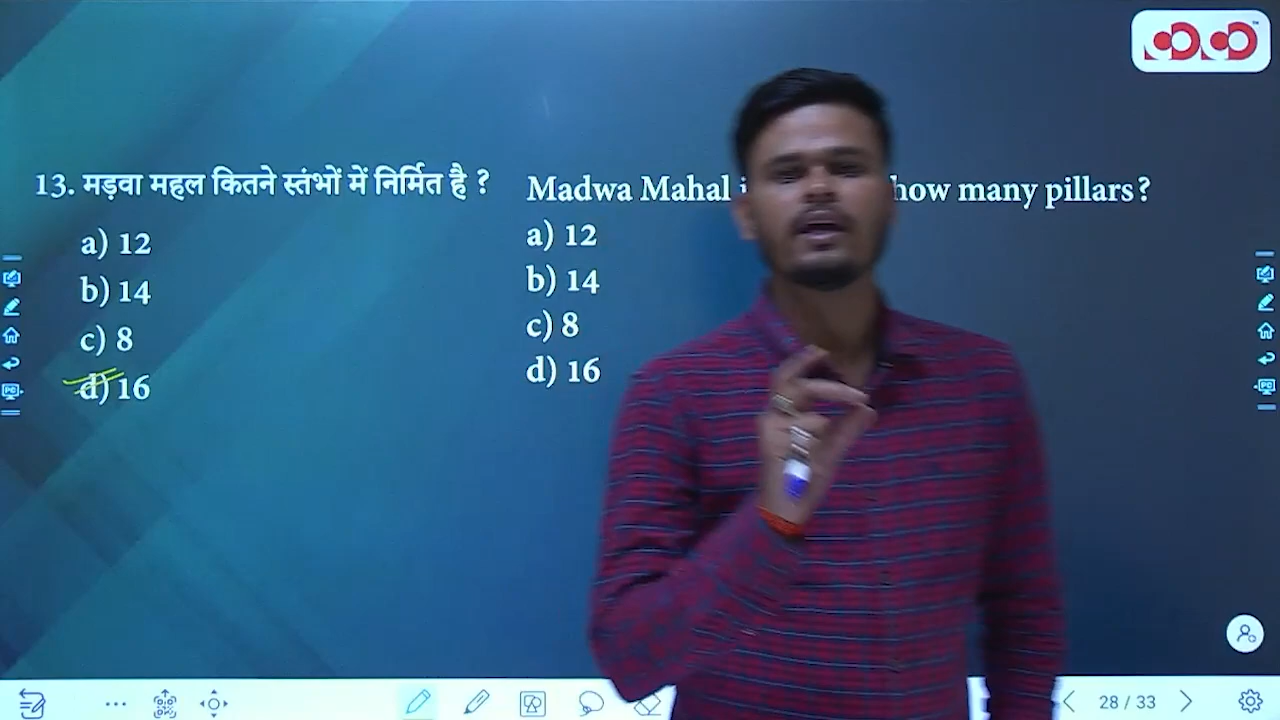 13. मड़वा महल कितने स्तंभों में निर्मित है ?
a) 12
b) 14
c) 8
d) 16
Madwa Mahal how many pillars?
a) 12
b) 14
c) 8
d) 16
28 / 33